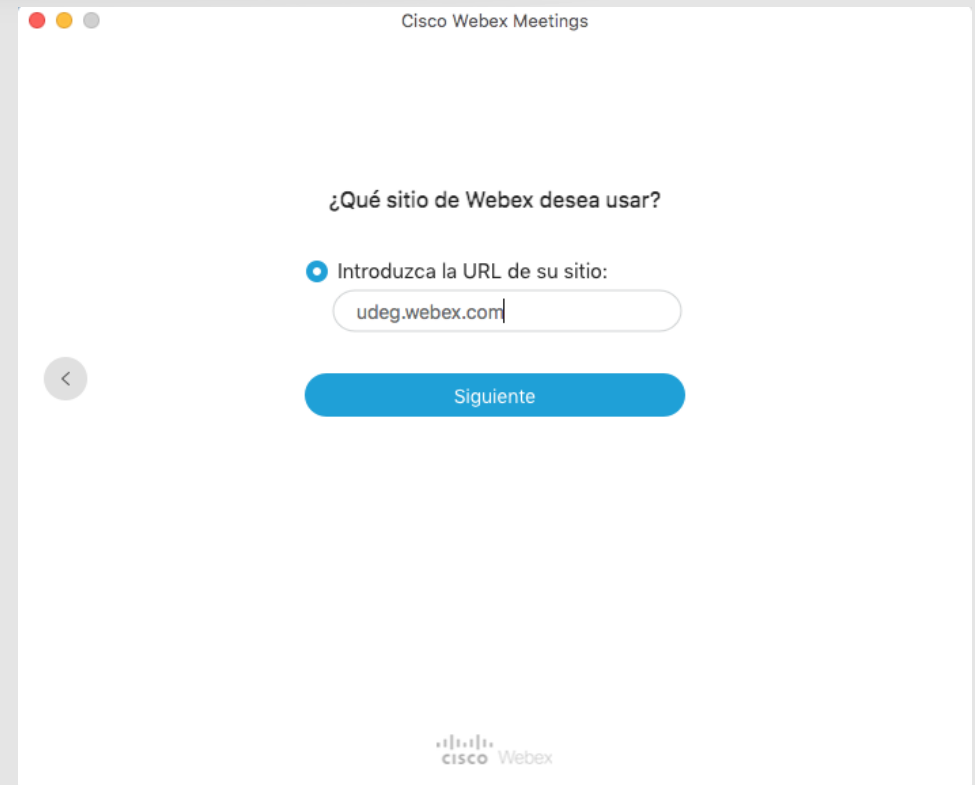 Cisco Webex Meetings
¿Qué sitio de Webex desea usar?
Introduzca la URL de su sitio:
udeg.webex.com
Siguiente
cisco Webex